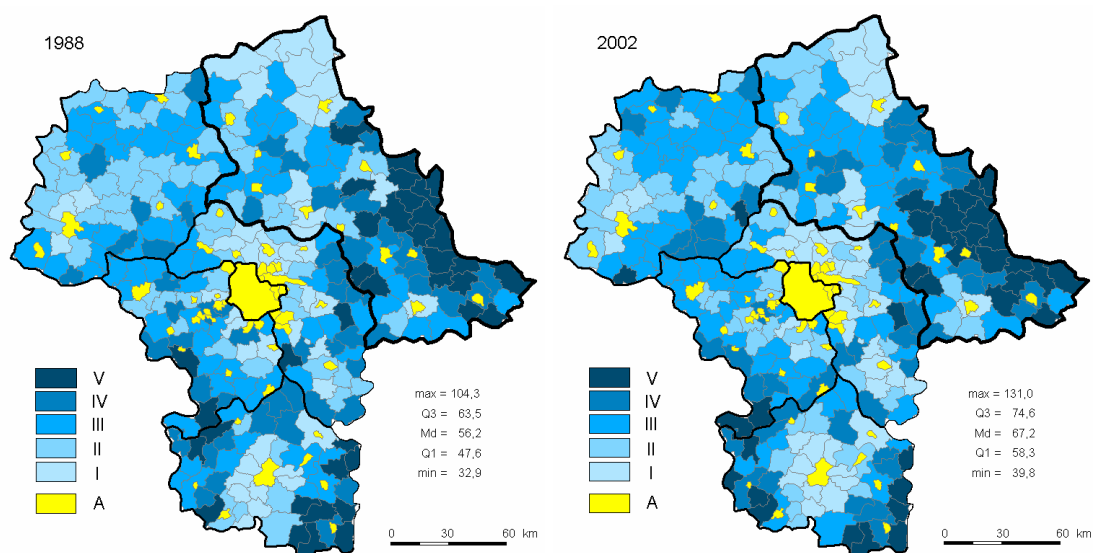 1988
V
IV
III
II
I
A
max = 104,3
Q3 = 63,5
Md = 56,2
Q1 = 47,6
min = 32,9
0 30 60 km
2002
V
IV
III
II
I
A
max = 131,0
Q3 = 74,6
Md = 67,2
Q1 = 58,3
min = 39,8
0 30 60 km